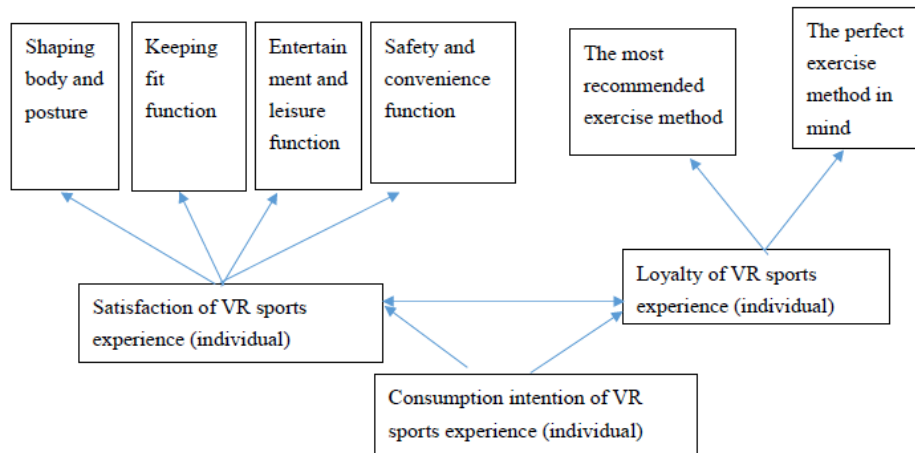 Shaping
body and
posture
Keeping
fit
function
Entertain
ment and
leisure
function
Safety and
convenience
function
The most
recommended
exercise method
The perfect
exercise
method in
mind
Satisfaction of VR sports
experience (individual)
Loyalty of VR sports
experience (individual)
Consumption intention of VR
sports experience (individual)